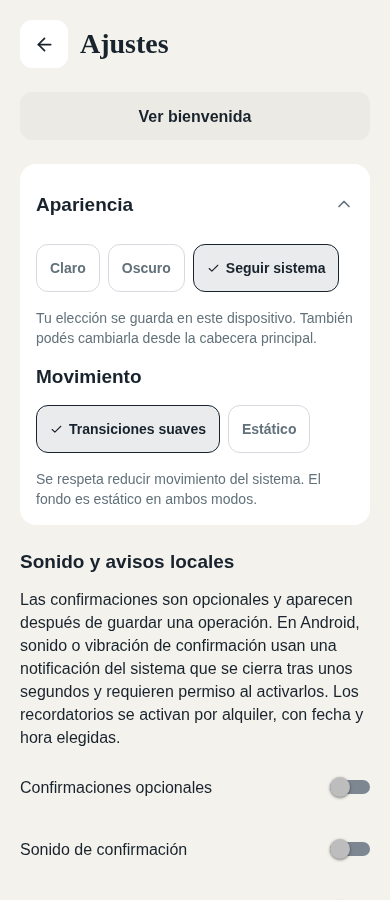 Ajustes
Ver bienvenida
Apariencia
Claro
Oscuro
Seguir sistema
Tu elección se guarda en este dispositivo. También
podés cambiarla desde la cabecera principal.
Movimiento
Transiciones suaves
Estático
Se respeta reducir movimiento del sistema. El
fondo es estático en ambos modos.
Sonido y avisos locales
Las confirmaciones son opcionales y aparecen
después de guardar una operación. En Android,
sonido o vibración de confirmación usan una
notificación del sistema que se cierra tras unos
segundos y requieren permiso al activarlos. Los
recordatorios se activan por alquiler, con fecha y
hora elegidas.
Confirmaciones opcionales
Sonido de confirmación